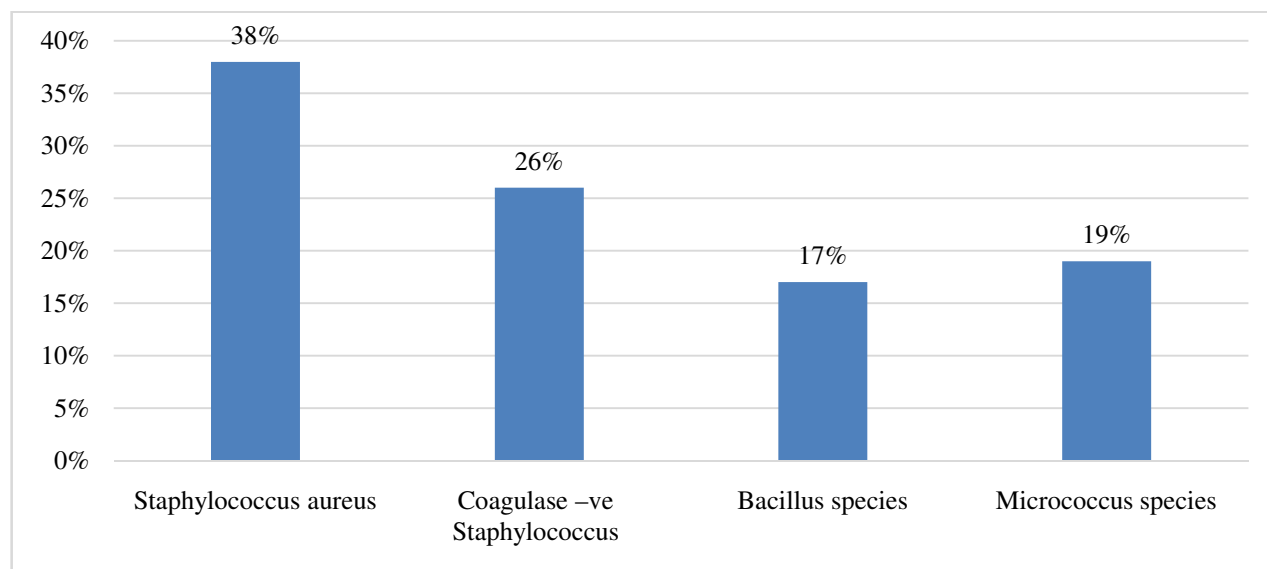 40%
35%
30%
25%
20%
15%
10%
5%
0%
38%
26%
17%
19%
Staphylococcus aureus
Coagulase –ve
Staphylococcus
Bacillus species
Micrococcus species